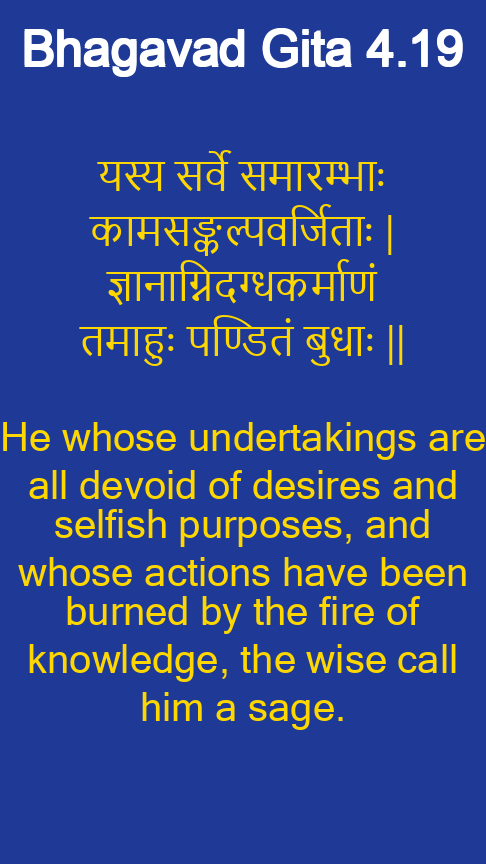 Bhagavad Gita 4.19
यस्य सर्वे समारम्भाः
कामसङ्कल्पवर्जिताः |
ज्ञानाग्निदग्धकर्माणं
तमाहुः पण्डितं बुधाः ||
He whose undertakings are
all devoid of desires and
selfish purposes, and
whose actions have been
burned by the fire of
knowledge, the wise call
him a sage.